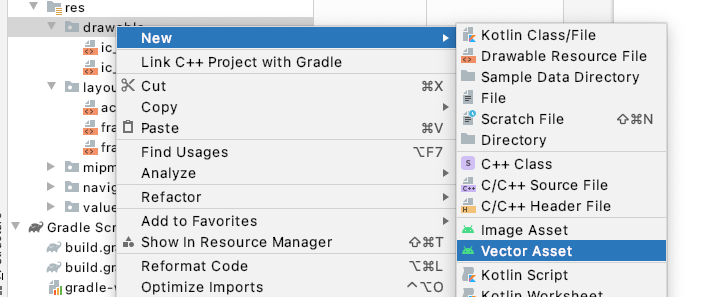 res
drawable
New
Kotlin Class/File
ic_
Link C++ Project with Gradle
Drawable Resource File
ic_
Cut ⌘X
Sample Data Directory
layou
Copy
File
ac
Paste ⌘V
Scratch File ⇧⌘N
fra
Directory
fra
Find Usages ⌥F7
C++ Class
mipm
Analyze
C/C++ Source File
navig
Refactor
C/C++ Header File
value
Add to Favorites
Image Asset
Gradle Scr
Show In Resource Manager ⇧⌘T
Vector Asset
build.gr
Reformat Code ⌥⌘L
Kotlin Script
build.gr
Optimize Imports ^⌥O
Kotlin Worksheet
gradle-w